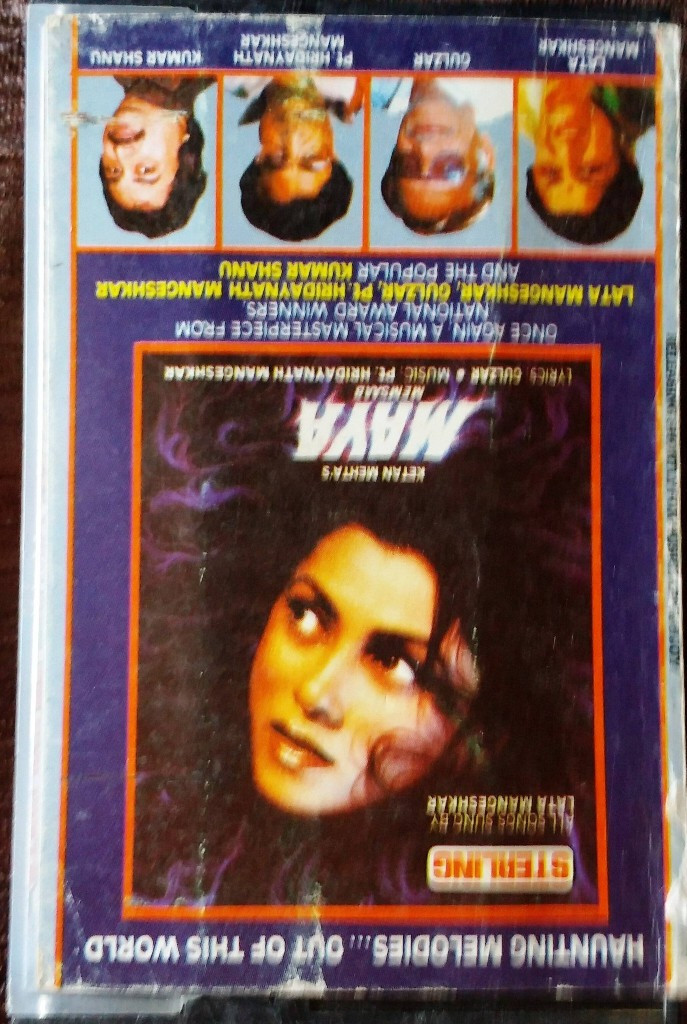 HAUNTING MELODIES... OUT OF THIS WORLD
STERLING
ALL SONGS SUNG BY
LATA MANGESHKAR
KETAN MEHTA'S
MAYA
MEMSAAB
LYRICS: GULZAR & MUSIC: Pt. HRIDAYNATH MANGESHKAR
ONCE AGAIN A MUSICAL MASTERPIECE FROM
NATIONAL AWARD WINNERS
LATA MANGESHKAR, GULZAR, Pt. HRIDAYNATH MANGESHKAR
AND THE POPULAR KUMAR SHANU
LATA
MANGESHKAR
GULZAR
Pt. HRIDAYNATH
MANGESHKAR
KUMAR SHANU